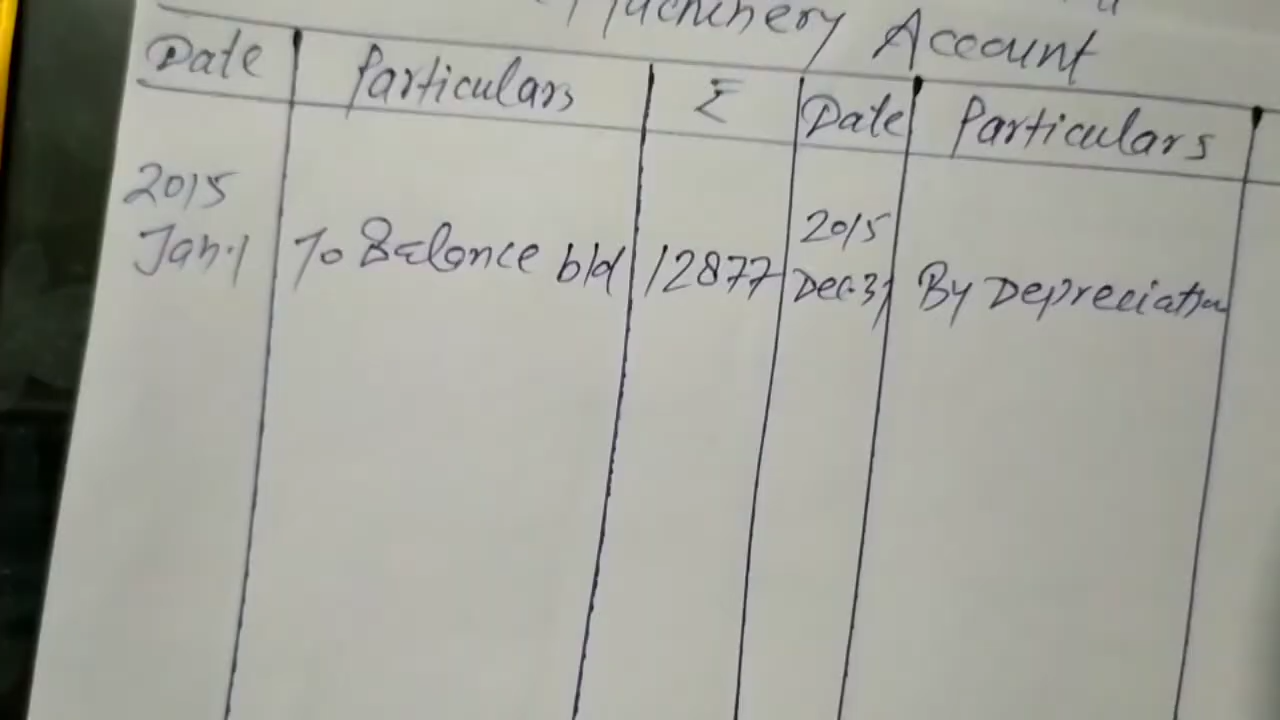 Machinery Account
Date Particulars ₹ Date Particulars
2015 2015
Jan.1 To Balance b/d 12877 Dec.31 By Depreciation